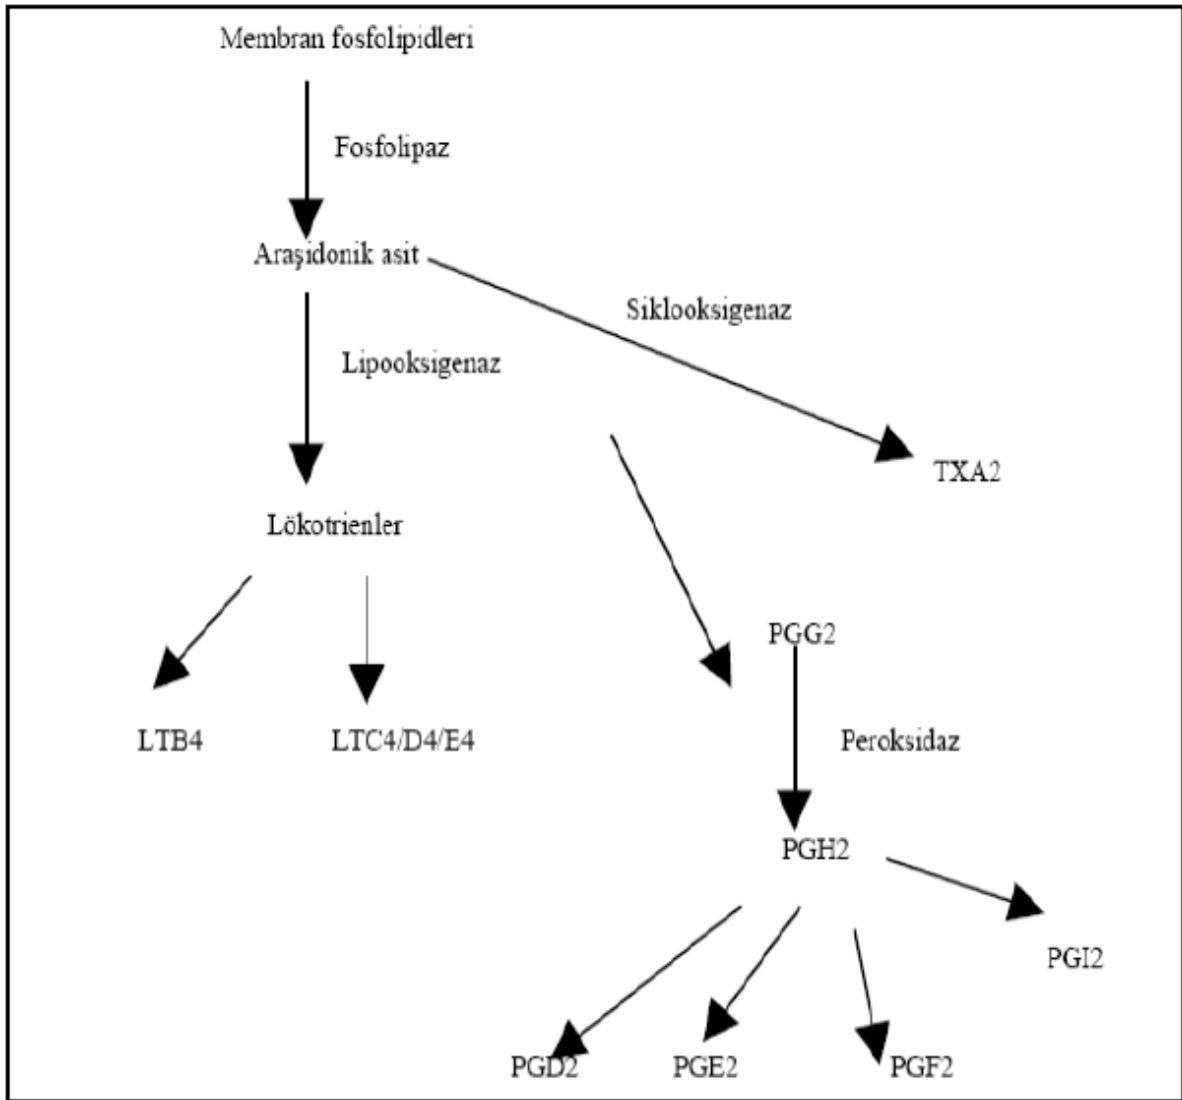 Membran fosfolipidleri
Fosfolipaz
Araşidonik asit
Siklooksigenaz
Lipooksigenaz
TXA2
Lökotrienler
PGG2
LTB4
LTC4/D4/E4
Peroksidaz
PGH2
PGI2
PGD2
PGE2
PGF2